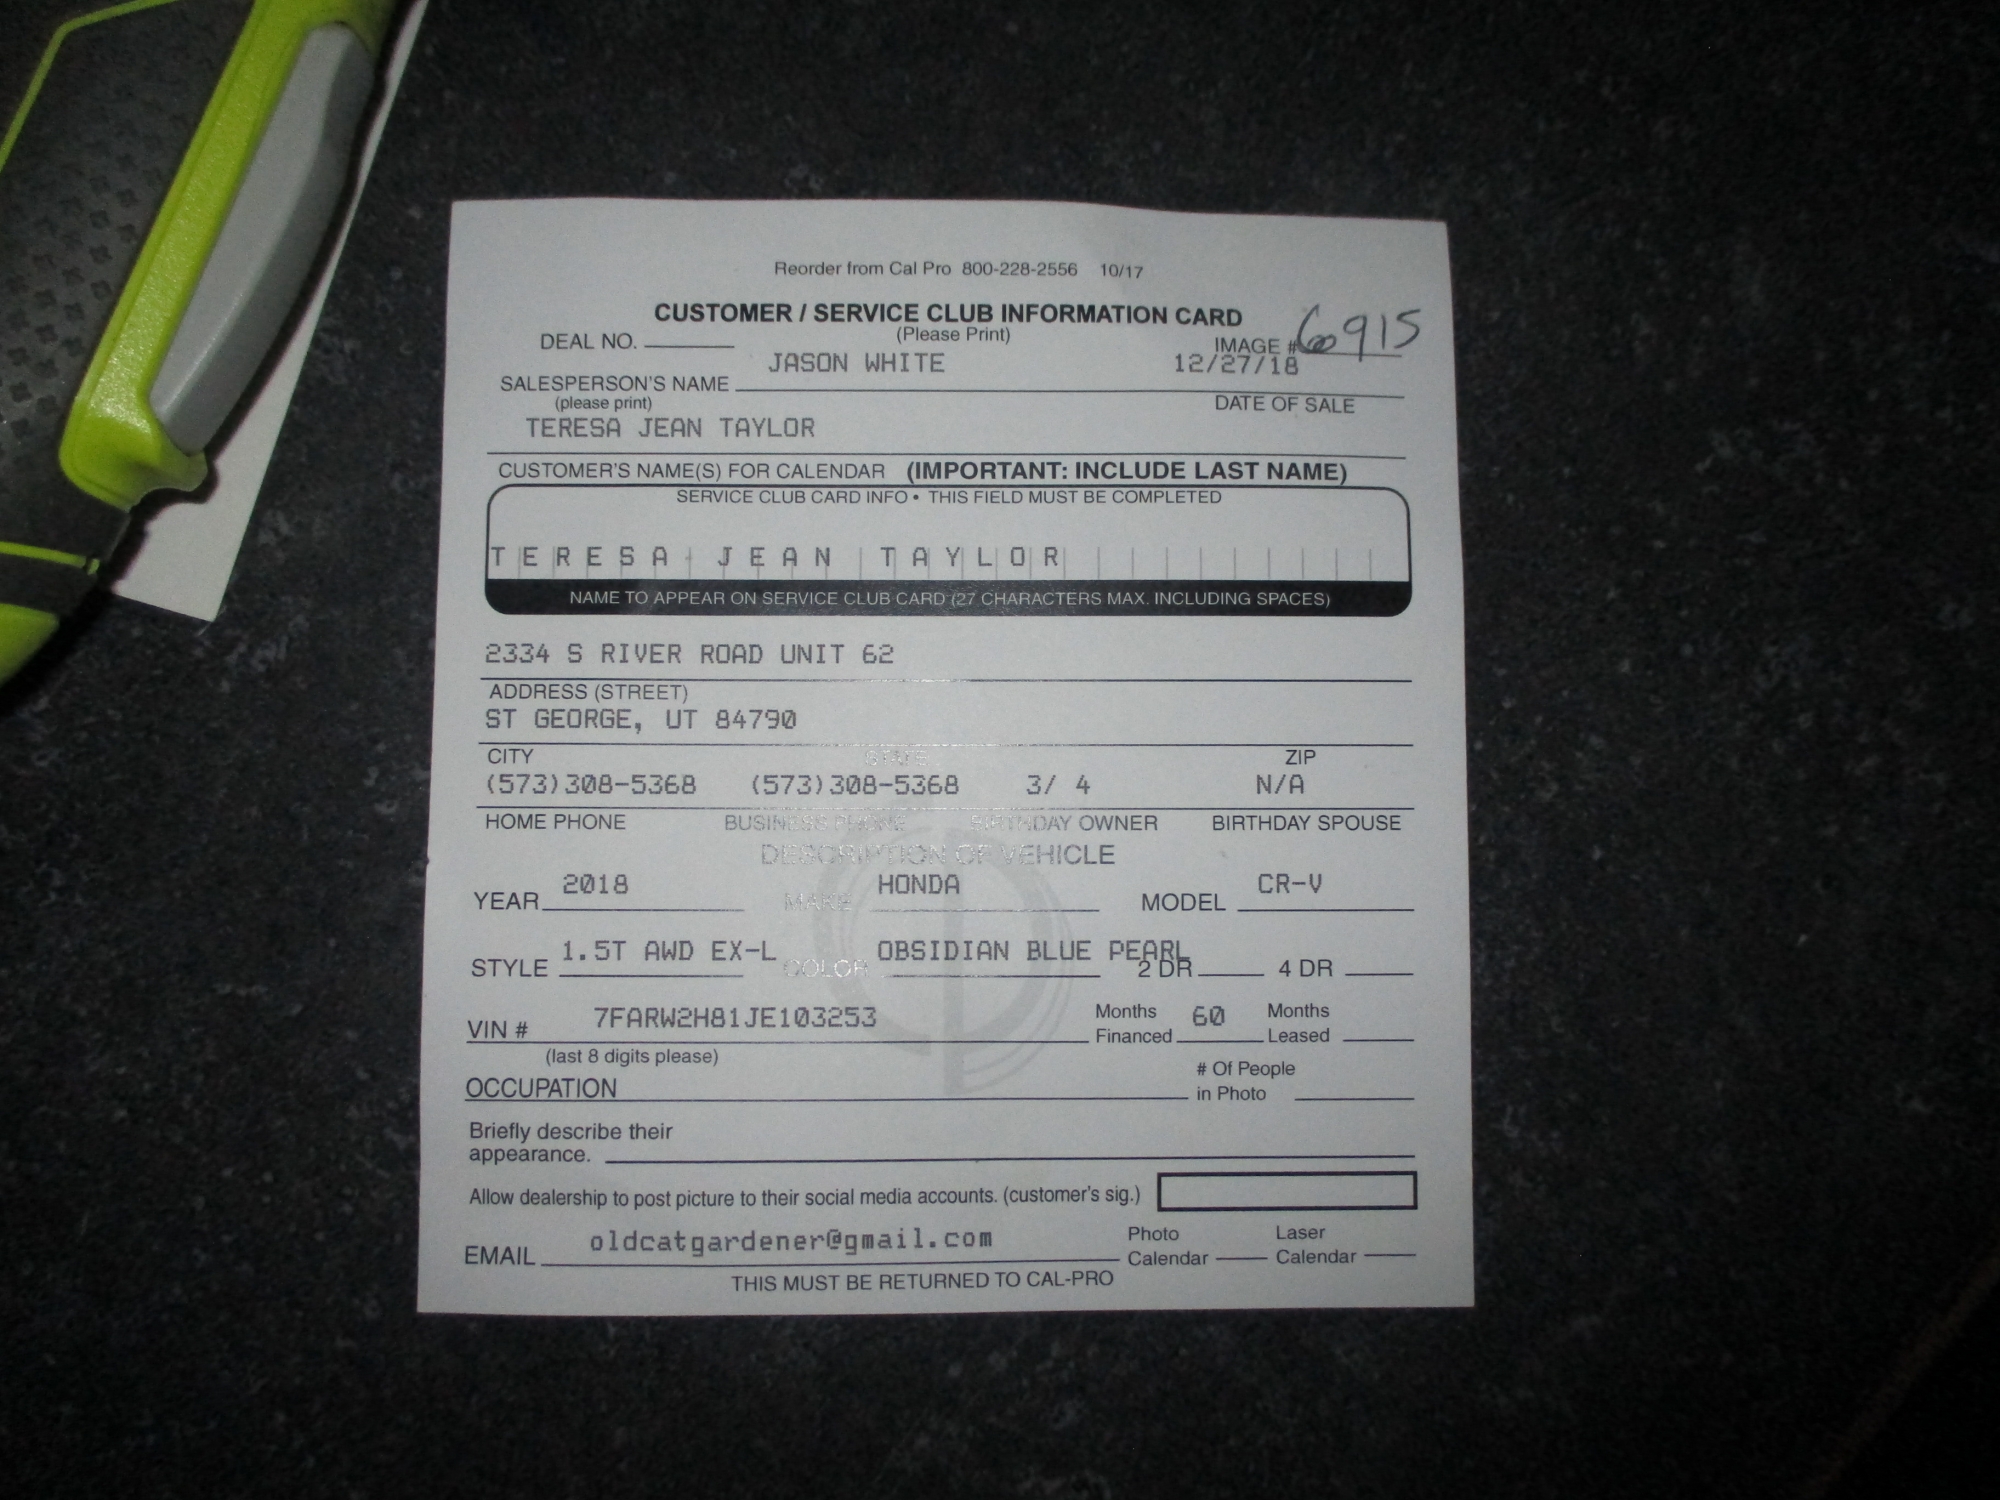 Reorder from Cal Pro 800-228-2556 10/17
CUSTOMER / SERVICE CLUB INFORMATION CARD
(Please Print)
DEAL NO. IMAGE # 6915
JASON WHITE 12/27/18
SALESPERSON'S NAME
(please print) DATE OF SALE
TERESA JEAN TAYLOR
CUSTOMER'S NAME(S) FOR CALENDAR (IMPORTANT: INCLUDE LAST NAME)
SERVICE CLUB CARD INFO • THIS FIELD MUST BE COMPLETED
TERESA JEAN TAYLOR
NAME TO APPEAR ON SERVICE CLUB CARD (27 CHARACTERS MAX. INCLUDING SPACES)
2334 S RIVER ROAD UNIT 62
ADDRESS (STREET)
ST GEORGE, UT 84790
CITY STATE ZIP
(573)308-5368 (573)308-5368 3/ 4 N/A
HOME PHONE BUSINESS PHONE BIRTHDAY OWNER BIRTHDAY SPOUSE
DESCRIPTION OF VEHICLE
YEAR 2018 MAKE HONDA MODEL CR-V
STYLE 1.5T AWD EX-L COLOR OBSIDIAN BLUE PEARL 2 DR 4 DR
VIN # 7FARW2H81JE103253 Months Financed 60 Months Leased
(last 8 digits please)
OCCUPATION # Of People in Photo
Briefly describe their
appearance.
Allow dealership to post picture to their social media accounts. (customer's sig.)
EMAIL oldcatgardener@gmail.com Photo Calendar Laser Calendar
THIS MUST BE RETURNED TO CAL-PRO